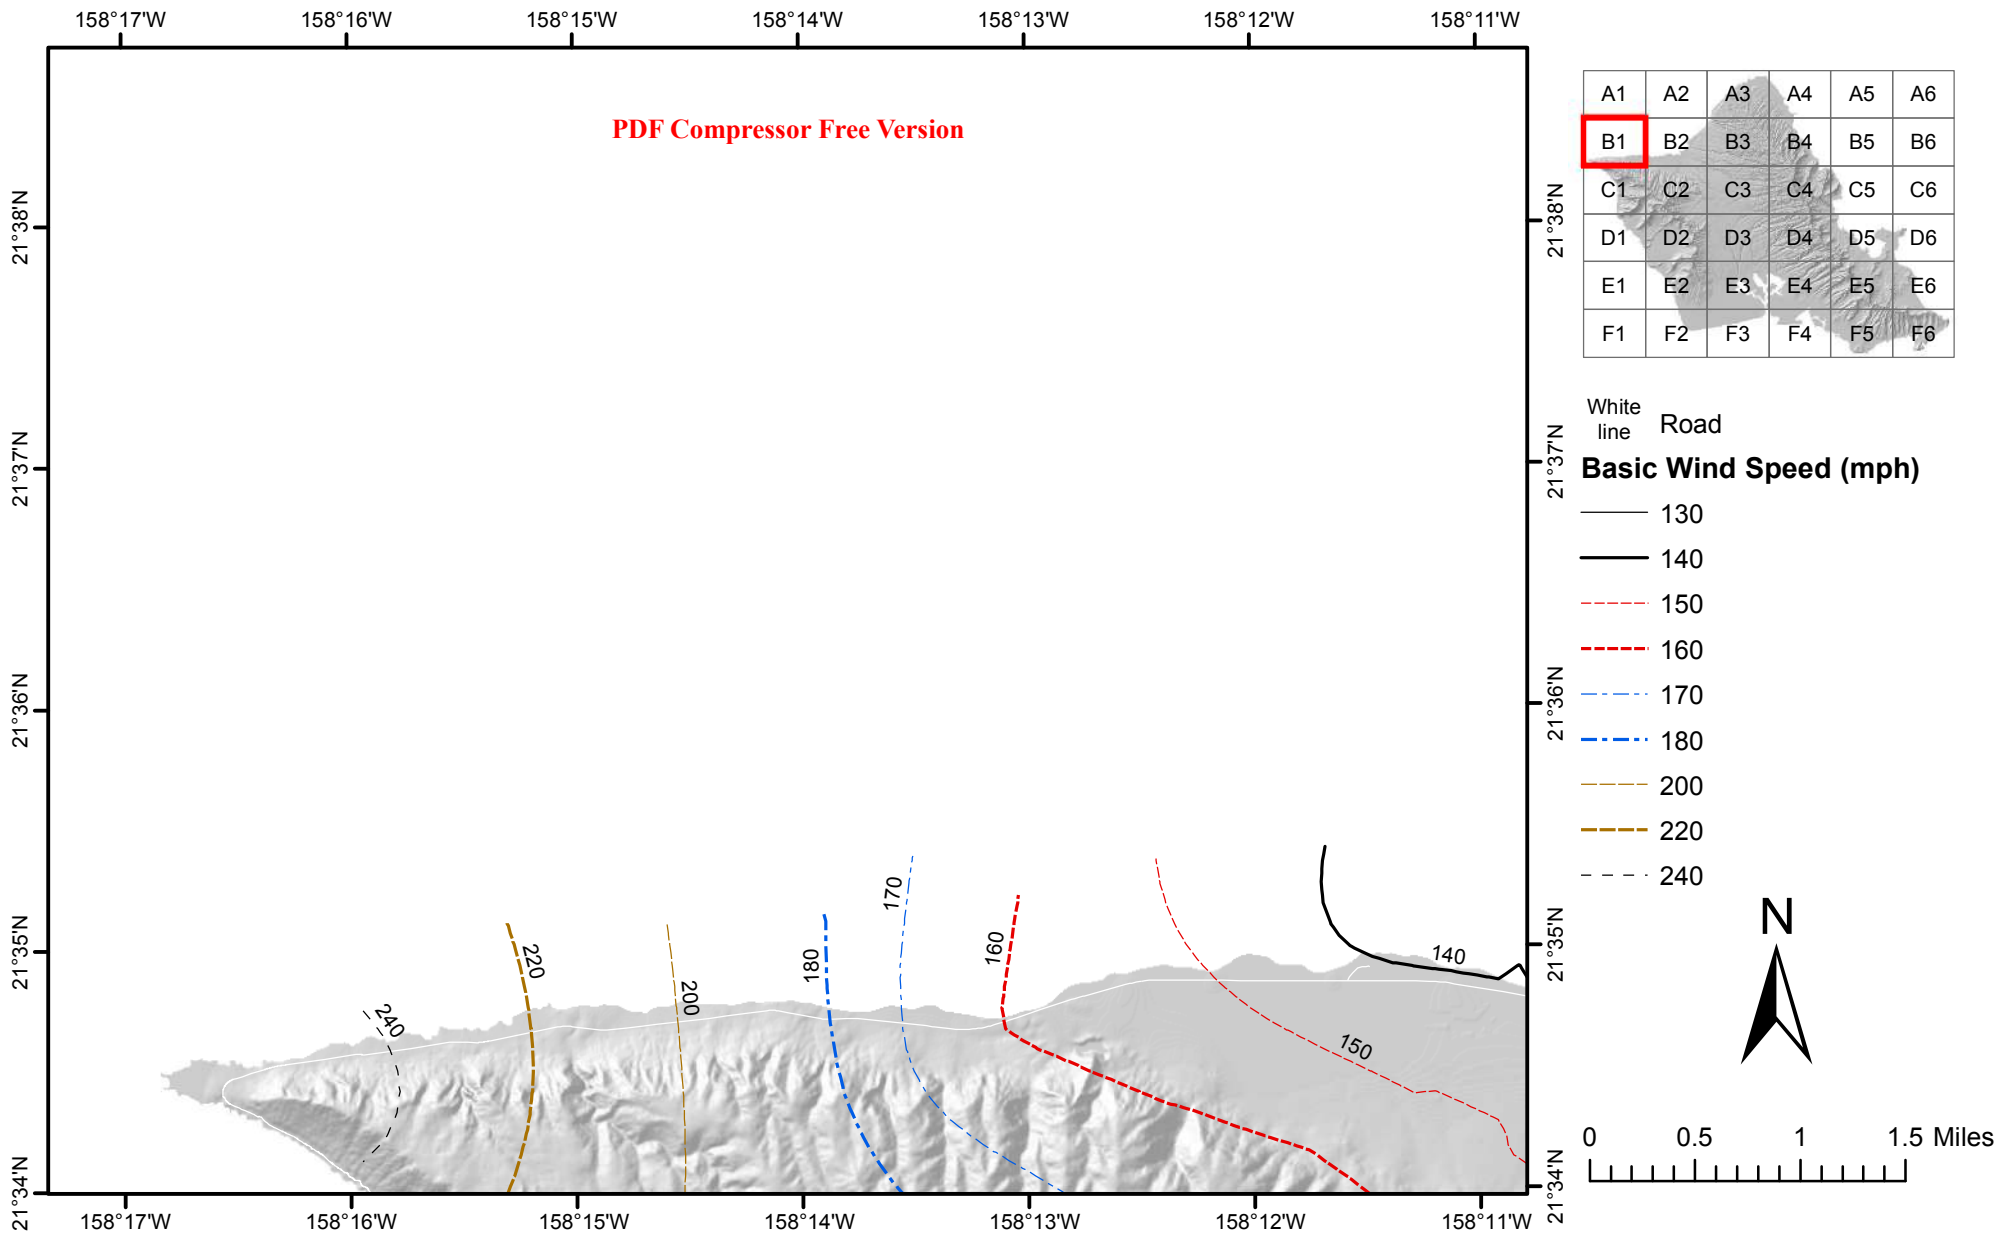 158°17'W 158°16'W 158°15'W 158°14'W 158°13'W 158°12'W 158°11'W
PDF Compressor Free Version
21°38'N
21°37'N
21°36'N
21°35'N
21°34'N
240
220
200
180
170
160
150
140
21°38'N
21°37'N
21°36'N
21°35'N
21°34'N
158°17'W 158°16'W 158°15'W 158°14'W 158°13'W 158°12'W 158°11'W
A1 A2 A3 A4 A5 A6
B1 B2 B3 B4 B5 B6
C1 C2 C3 C4 C5 C6
D1 D2 D3 D4 D5 D6
E1 E2 E3 E4 E5 E6
F1 F2 F3 F4 F5 F6
White
line
Road
Basic Wind Speed (mph)
130
140
150
160
170
180
200
220
240
N
0 0.5 1 1.5 Miles